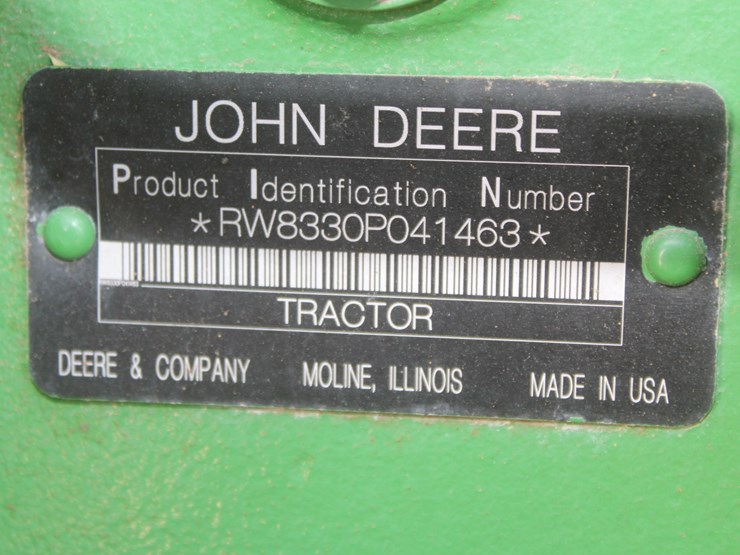 JOHN DEERE
Product Identification Number
*RW8330P041463*
TRACTOR
DEERE & COMPANY MOLINE, ILLINOIS MADE IN USA